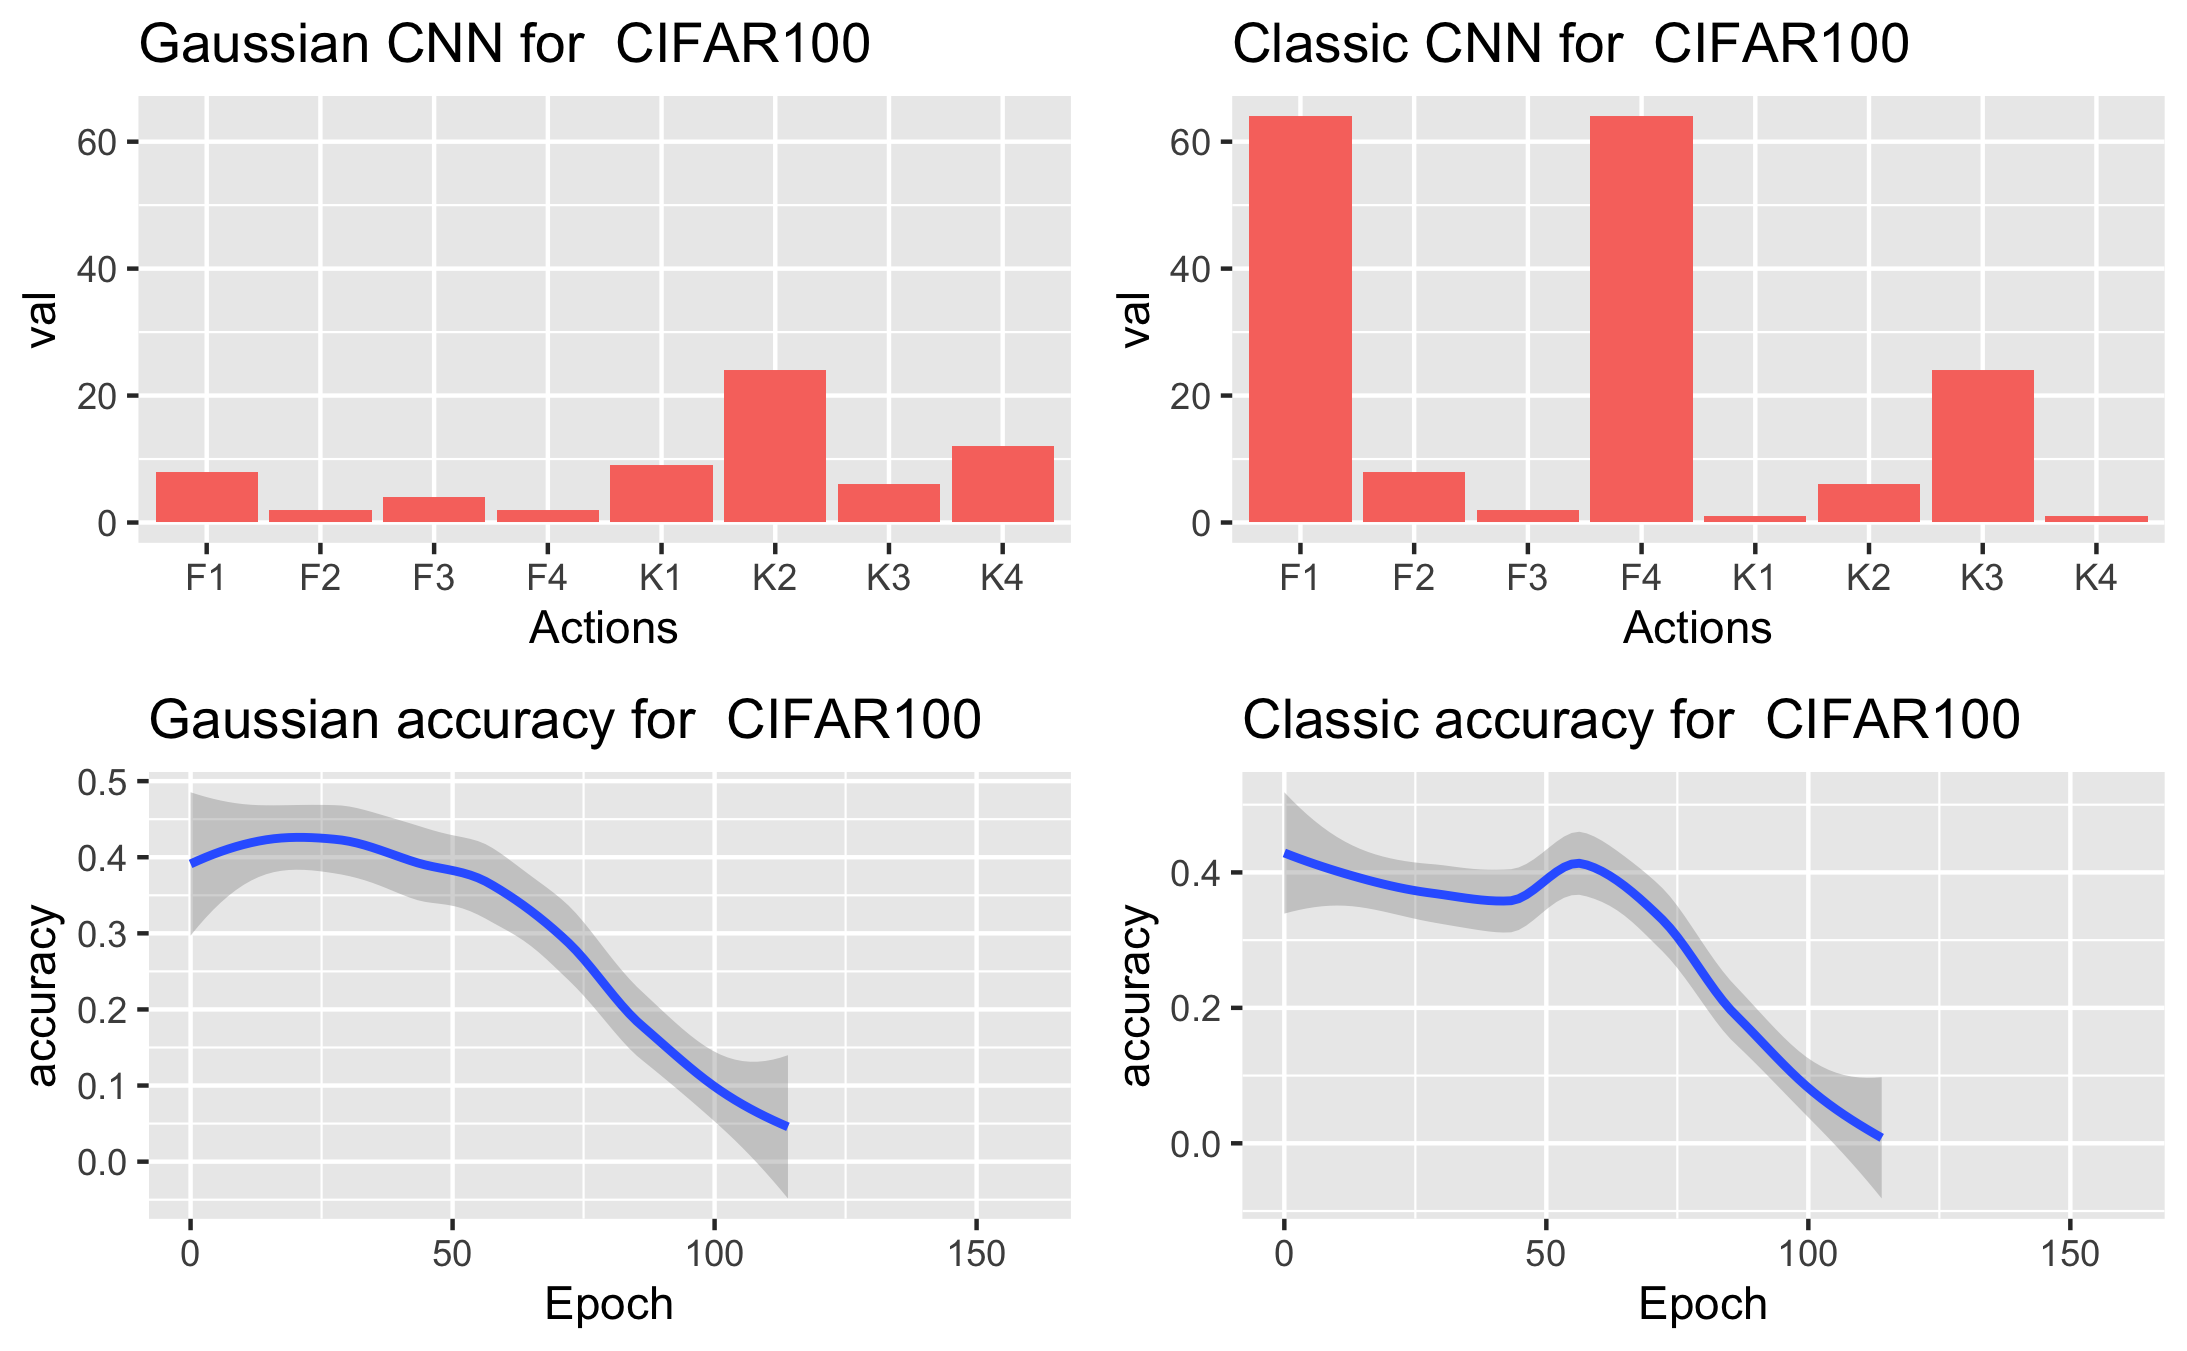 Gaussian CNN for  CIFAR100
val
60
40
20
0
F1 F2 F3 F4 K1 K2 K3 K4
Actions
Classic CNN for  CIFAR100
val
60
40
20
0
F1 F2 F3 F4 K1 K2 K3 K4
Actions
Gaussian accuracy for  CIFAR100
accuracy
0.5
0.4
0.3
0.2
0.1
0.0
0 50 100 150
Epoch
Classic accuracy for  CIFAR100
accuracy
0.4
0.2
0.0
0 50 100 150
Epoch